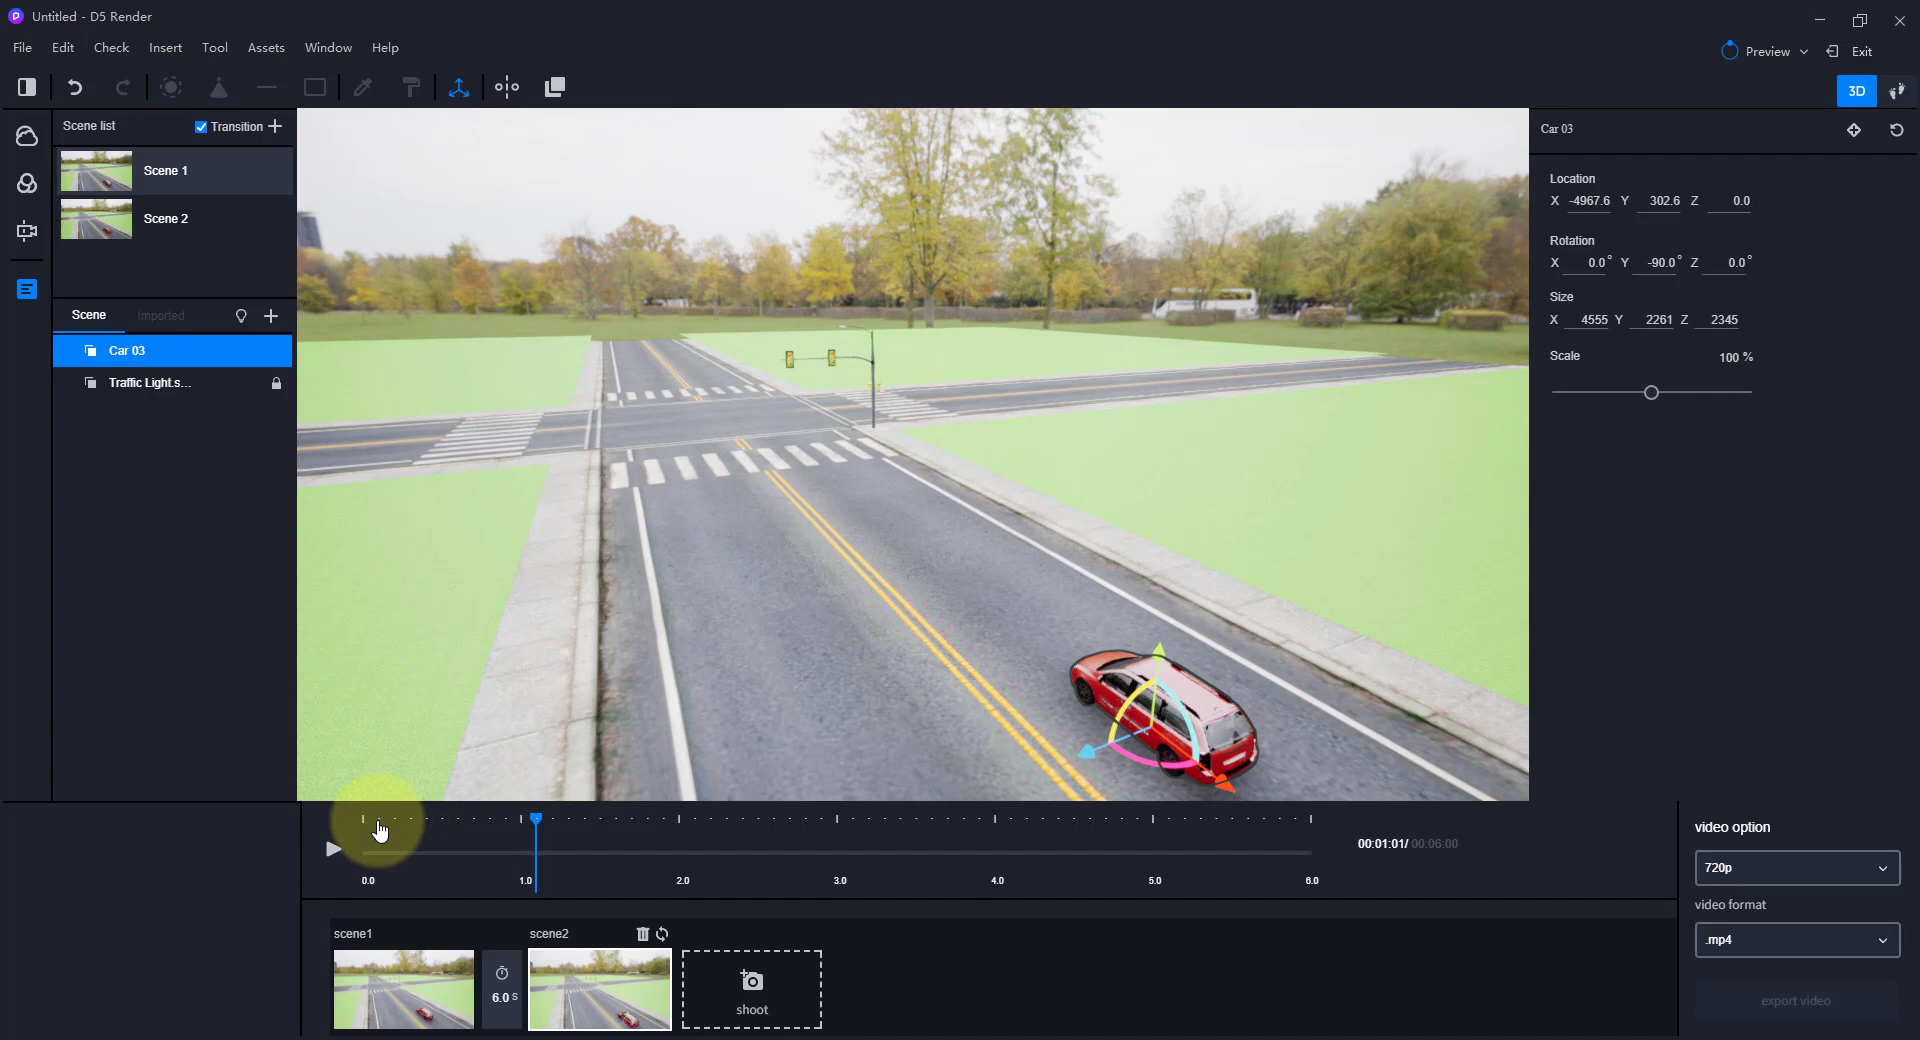 Untitled - D5 Render
File Edit Check Insert Tool Assets Window Help
Preview Exit
3D
Scene list Transition
Scene 1
Scene 2
Scene Imported
Car 03
Traffic Light.s...
Car 03
Location
X -4967.6 Y 302.6 Z 0.0
Rotation
X 0.0° Y -90.0° Z 0.0°
Size
X 4555 Y 2261 Z 2345
Scale 100 %
00:01:01/ 00:06:00
0.0 1.0 2.0 3.0 4.0 5.0 6.0
scene1 scene2
6.0 s
shoot
video option
720p
video format
.mp4
export video